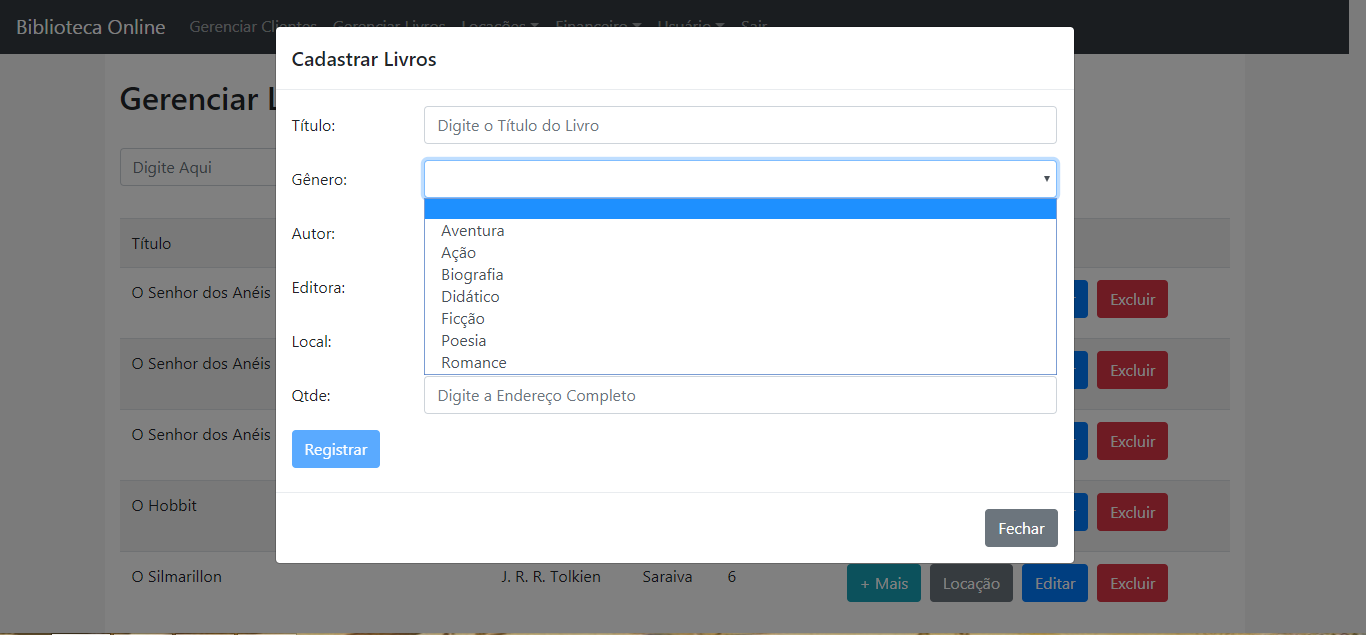 Biblioteca Online Gerenciar Clientes Gerenciar Livros Locações Financeiro Usuário Sair
Cadastrar Livros
Gerenciar
Título: Digite o Título do Livro
Digite Aqui
Gênero:
Aventura
Ação
Biografia
Didático
Ficção
Poesia
Romance
Autor:
Editora:
Local:
Qtde: Digite a Endereço Completo
Registrar
Fechar
Título
O Senhor dos Anéis Excluir
O Senhor dos Anéis Excluir
O Senhor dos Anéis Excluir
O Hobbit Excluir
O Silmarillon J. R. R. Tolkien Saraiva 6 + Mais Locação Editar Excluir